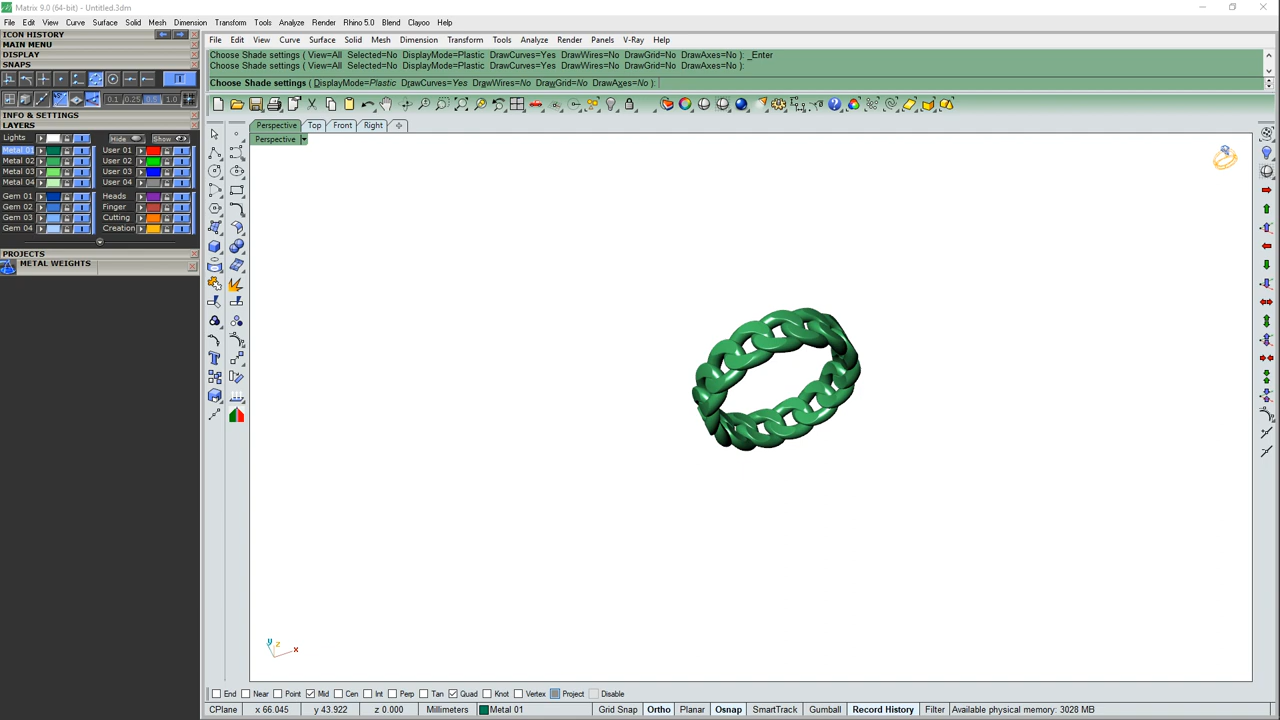 Matrix 9.0 (64-bit) - Untitled.3dm
File Edit View Curve Surface Solid Mesh Dimension Transform Tools Analyze Render Rhino 5.0 Blend Clayoo Help
ICON HISTORY
MAIN MENU
DISPLAY
SNAPS
0.1 0.25 0.5 1.0
INFO & SETTINGS
LAYERS
Lights Hide Show
Metal 01 User 01
Metal 02 User 02
Metal 03 User 03
Metal 04 User 04
Gem 01 Heads
Gem 02 Finger
Gem 03 Cutting
Gem 04 Creation
PROJECTS
METAL WEIGHTS
File Edit View Curve Surface Solid Mesh Dimension Transform Tools Analyze Render Panels V-Ray Help
Choose Shade settings ( View=All Selected=No DisplayMode=Plastic DrawCurves=Yes DrawWires=No DrawGrid=No DrawAxes=No ): _Enter
Choose Shade settings ( View=All Selected=No DisplayMode=Plastic DrawCurves=Yes DrawWires=No DrawGrid=No DrawAxes=No ):
Choose Shade settings ( DisplayMode=Plastic DrawCurves=Yes DrawWires=No DrawGrid=No DrawAxes=No ):
Perspective Top Front Right
Perspective
y z x
End Near Point Mid Cen Int Perp Tan Quad Knot Vertex Project Disable
CPlane x 66.045 y 43.922 z 0.000 Millimeters Metal 01 Grid Snap Ortho Planar Osnap SmartTrack Gumball Record History Filter Available physical memory: 3028 MB